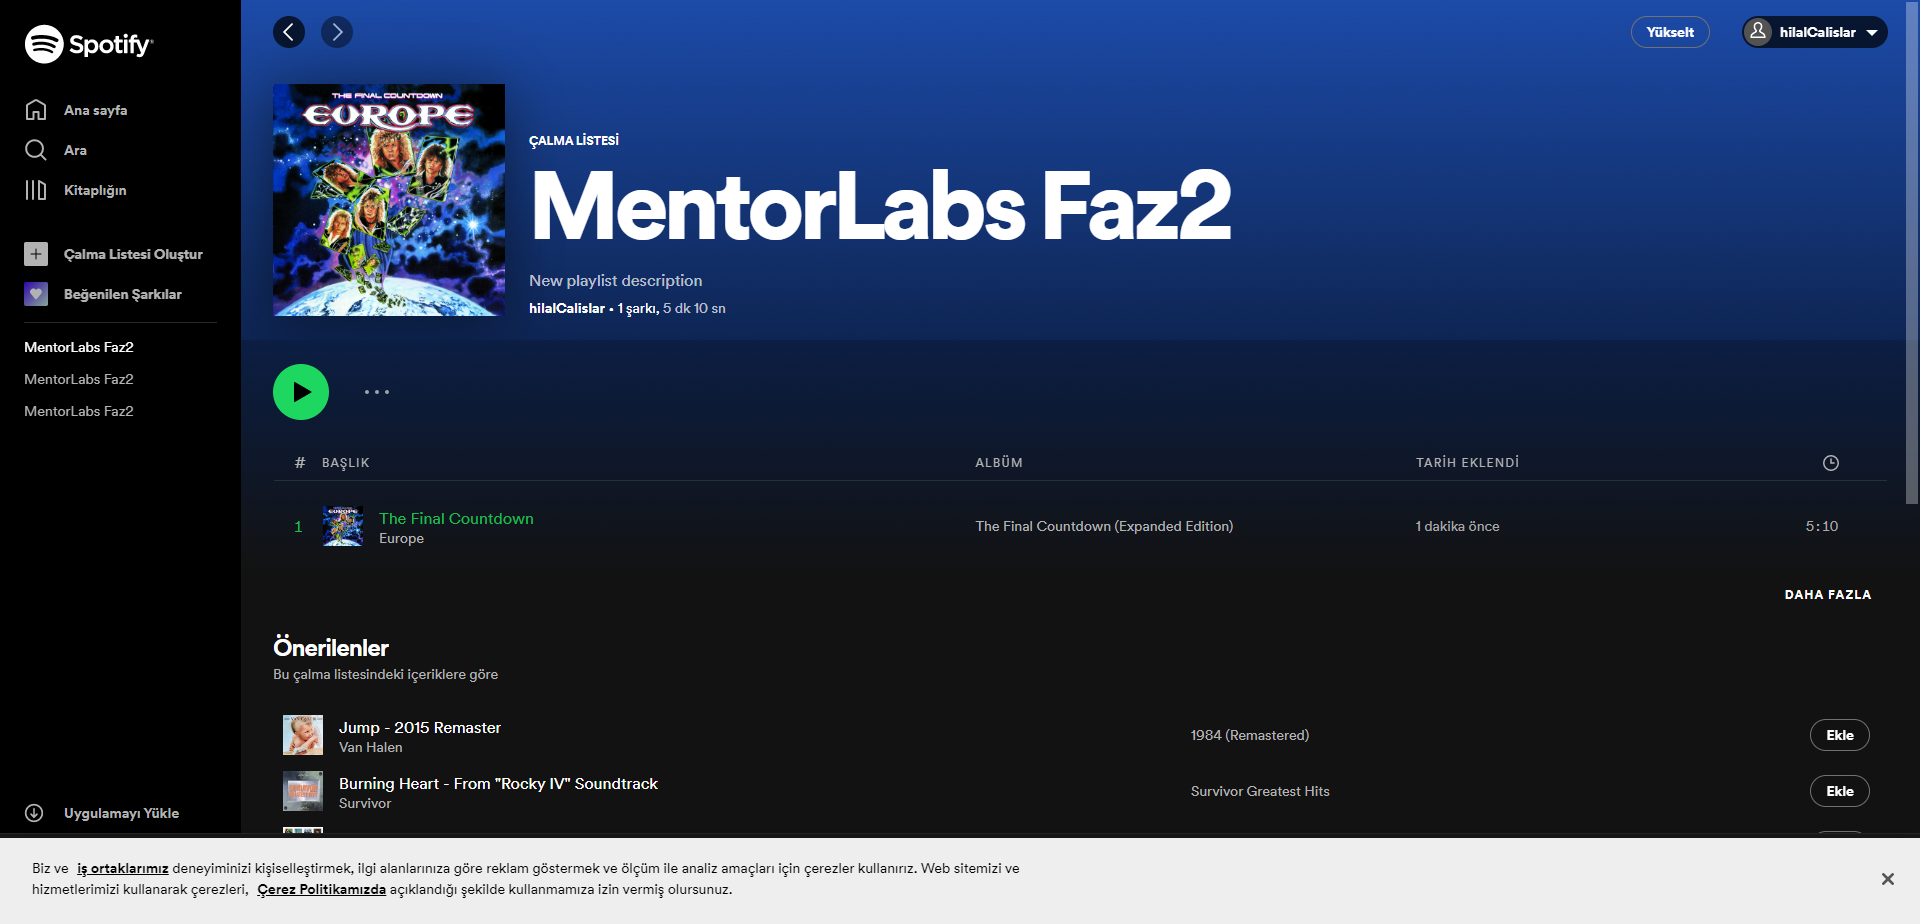 Spotify
Ana sayfa
Ara
Kitaplığın
Çalma Listesi Oluştur
Beğenilen Şarkılar
MentorLabs Faz2
MentorLabs Faz2
MentorLabs Faz2
Uygulamayı Yükle
Yükselt
hilalCalislar
THE FINAL COUNTDOWN
EUROPE
ÇALMA LİSTESİ
MentorLabs Faz2
New playlist description
hilalCalislar • 1 şarkı, 5 dk 10 sn
# BAŞLIK ALBÜM TARİH EKLENDİ
1 EUROPE The Final Countdown The Final Countdown (Expanded Edition) 1 dakika önce 5:10
Europe
DAHA FAZLA
Önerilenler
Bu çalma listesindeki içeriklere göre
Jump - 2015 Remaster 1984 (Remastered) Ekle
Van Halen
Burning Heart - From "Rocky IV" Soundtrack Survivor Greatest Hits Ekle
Survivor
Biz ve iş ortaklarımız deneyiminizi kişiselleştirmek, ilgi alanlarınıza göre reklam göstermek ve ölçüm ile analiz amaçları için çerezler kullanırız. Web sitemizi ve
hizmetlerimizi kullanarak çerezleri, Çerez Politikamızda açıklandığı şekilde kullanmamıza izin vermiş olursunuz.